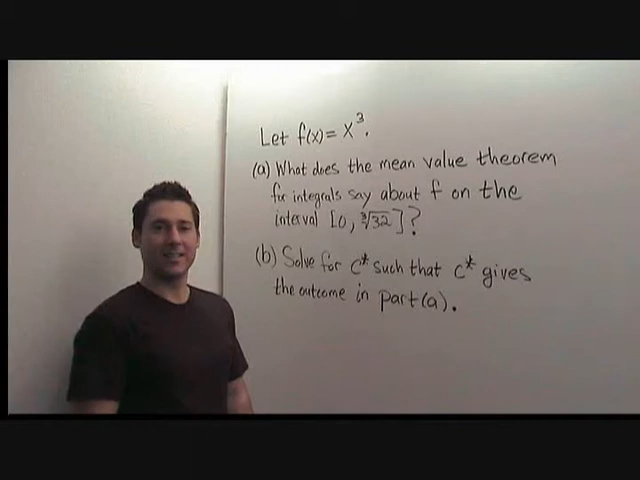 Let f(x) = x³.
(a) What does the mean value theorem
for integrals say about f on the
interval [0, ∛32]?
(b) Solve for c* such that c* gives
the outcome in part (a).